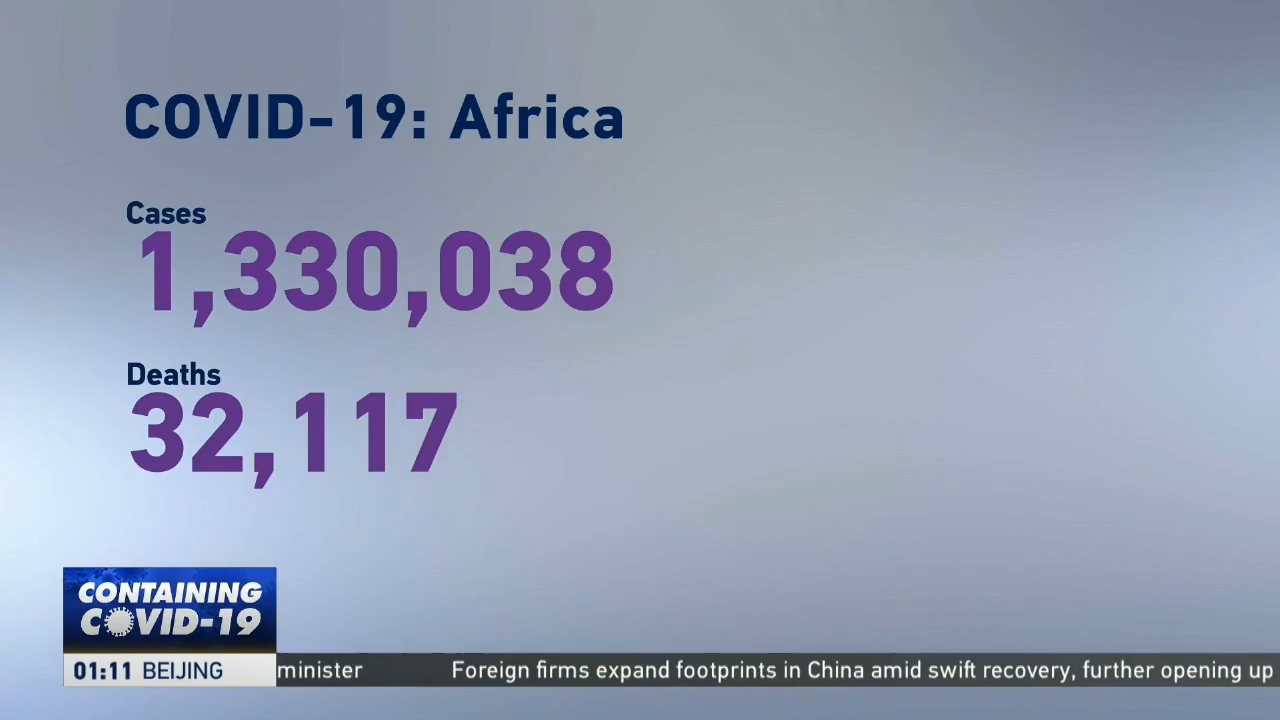 COVID-19: Africa
Cases
1,330,038
Deaths
32,117
CONTAINING
COVID-19
01:11 BEIJING
minister Foreign firms expand footprints in China amid swift recovery, further opening up